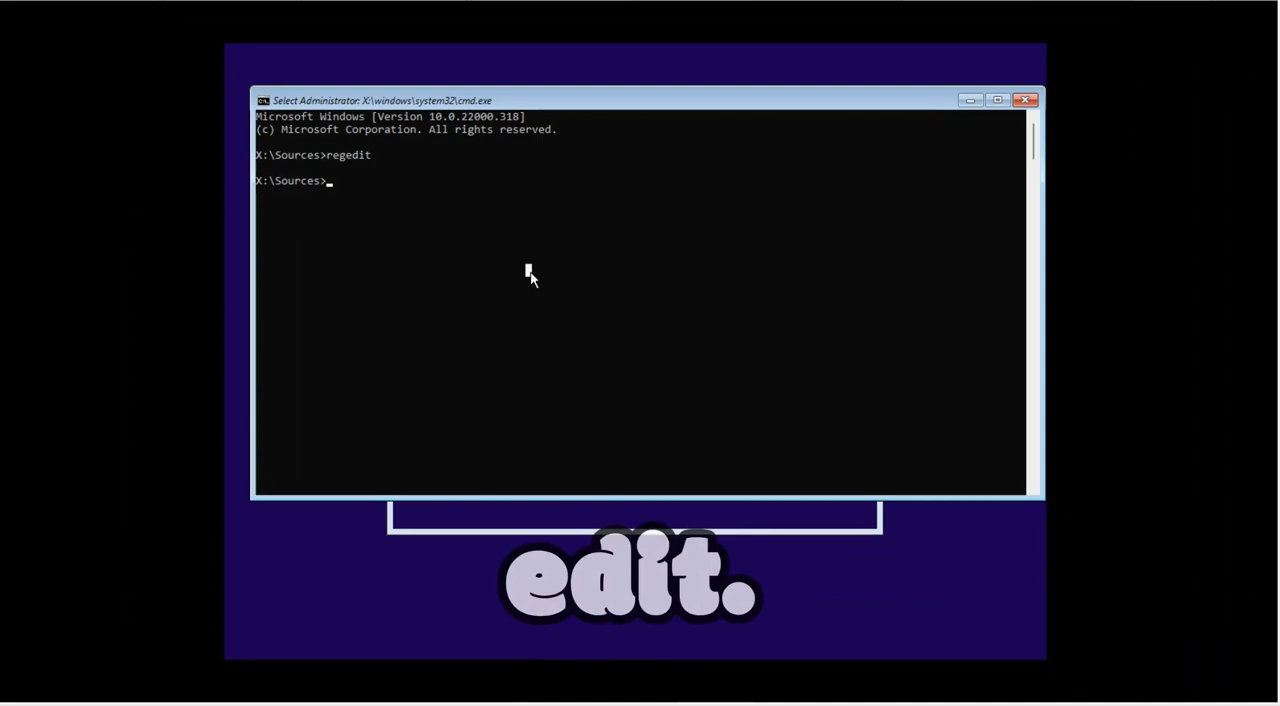 Select Administrator: X:\windows\system32\cmd.exe
Microsoft Windows [Version 10.0.22000.318]
(c) Microsoft Corporation. All rights reserved.
X:\Sources>regedit
X:\Sources>
edit.